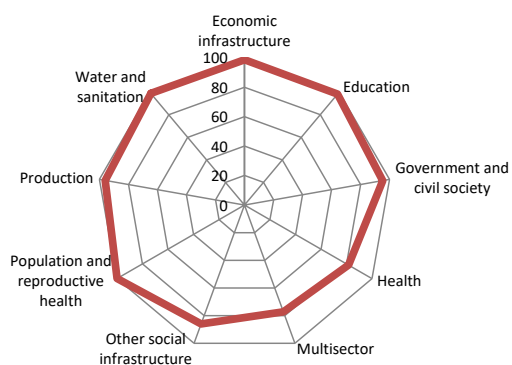 Economic
infrastructure
Education
Government and
civil society
Health
Multisector
Other social
infrastructure
Population and
reproductive
health
Production
Water and
sanitation
100
80
60
40
20
0